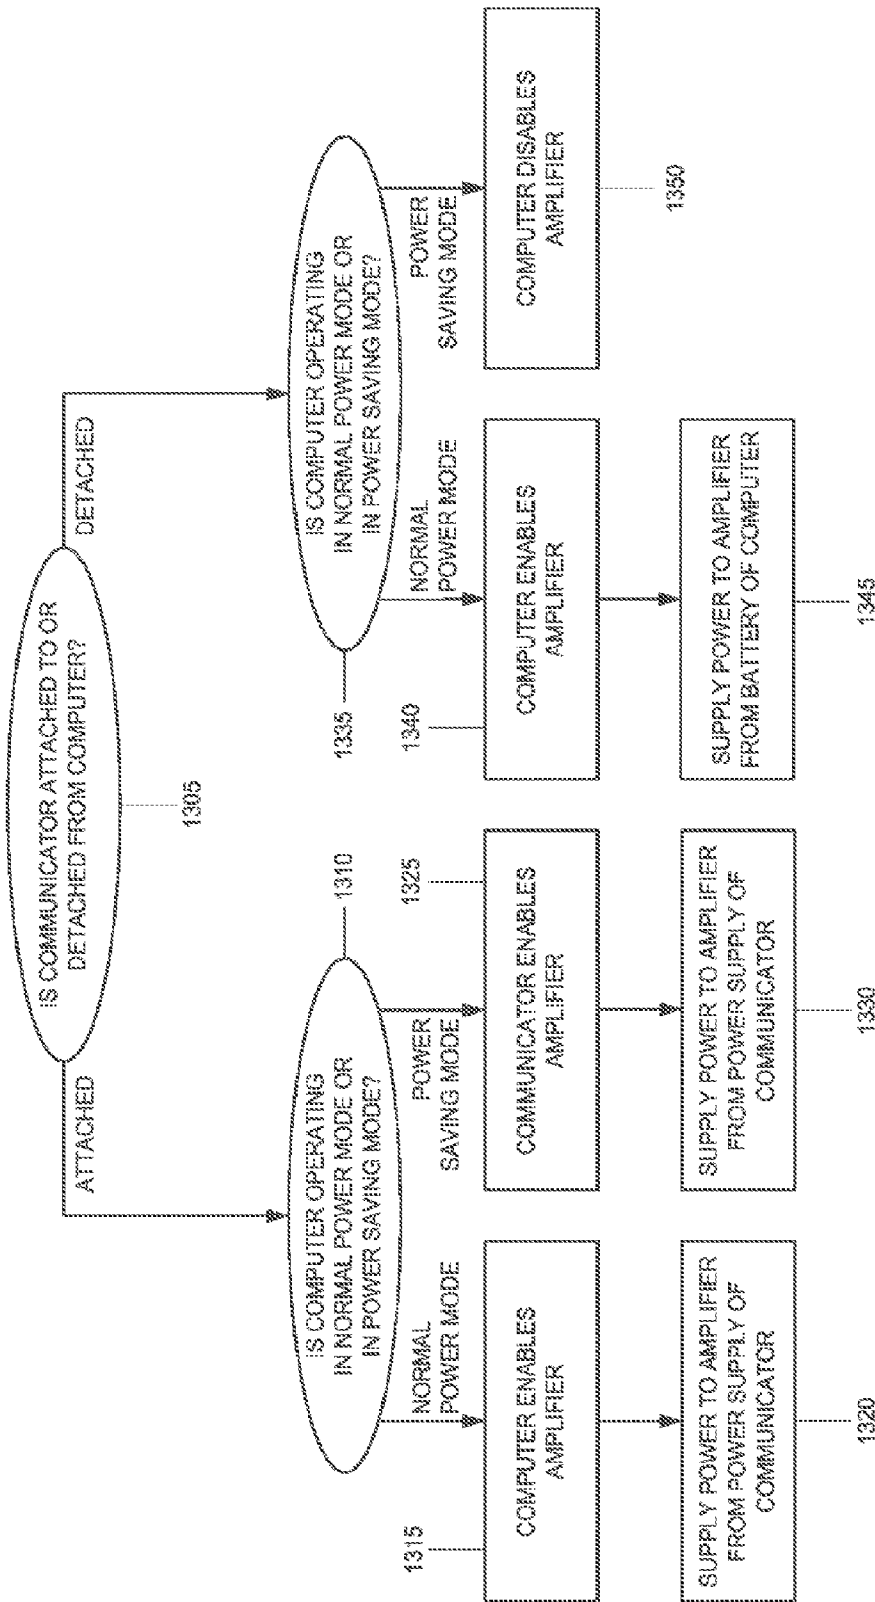 IS COMMUNICATOR ATTACHED TO OR
DETACHED FROM COMPUTER?
1305
ATTACHED
DETACHED
IS COMPUTER OPERATING
IN NORMAL POWER MODE OR
IN POWER SAVING MODE?
1310
IS COMPUTER OPERATING
IN NORMAL POWER MODE OR
IN POWER SAVING MODE?
1335
NORMAL
POWER MODE
POWER
SAVING MODE
NORMAL
POWER MODE
POWER
SAVING MODE
1315
COMPUTER ENABLES
AMPLIFIER
1325
COMMUNICATOR ENABLES
AMPLIFIER
1340
COMPUTER ENABLES
AMPLIFIER
COMPUTER DISABLES
AMPLIFIER
1350
SUPPLY POWER TO AMPLIFIER
FROM POWER SUPPLY OF
COMMUNICATOR
1320
SUPPLY POWER TO AMPLIFIER
FROM POWER SUPPLY OF
COMMUNICATOR
1330
SUPPLY POWER TO AMPLIFIER
FROM BATTERY OF COMPUTER
1345